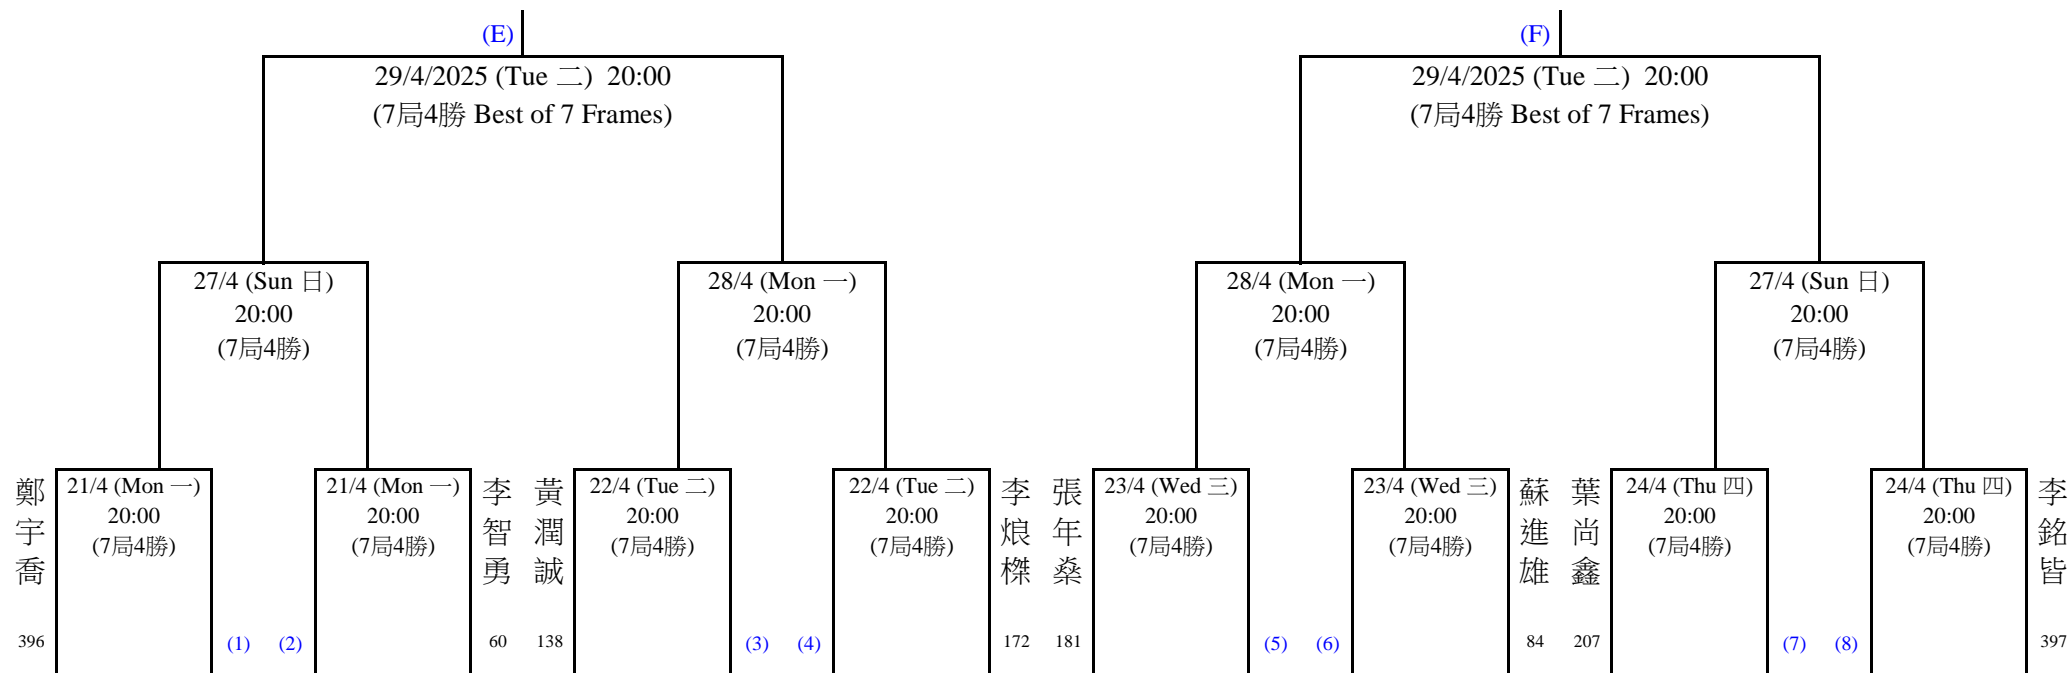 (E)
(F)
29/4/2025 (Tue 二) 20:00
(7局4勝 Best of 7 Frames)
29/4/2025 (Tue 二) 20:00
(7局4勝 Best of 7 Frames)
27/4 (Sun 日)
20:00
(7局4勝)
28/4 (Mon 一)
20:00
(7局4勝)
28/4 (Mon 一)
20:00
(7局4勝)
27/4 (Sun 日)
20:00
(7局4勝)
鄭宇喬
396
21/4 (Mon 一)
20:00
(7局4勝)
(1)
(2)
21/4 (Mon 一)
20:00
(7局4勝)
李智勇
60
黃潤誠
138
22/4 (Tue 二)
20:00
(7局4勝)
(3)
(4)
22/4 (Tue 二)
20:00
(7局4勝)
李烺榤
172
張年燊
181
23/4 (Wed 三)
20:00
(7局4勝)
(5)
(6)
23/4 (Wed 三)
20:00
(7局4勝)
蘇進雄
84
葉尚鑫
207
24/4 (Thu 四)
20:00
(7局4勝)
(7)
(8)
24/4 (Thu 四)
20:00
(7局4勝)
李銘皆
397